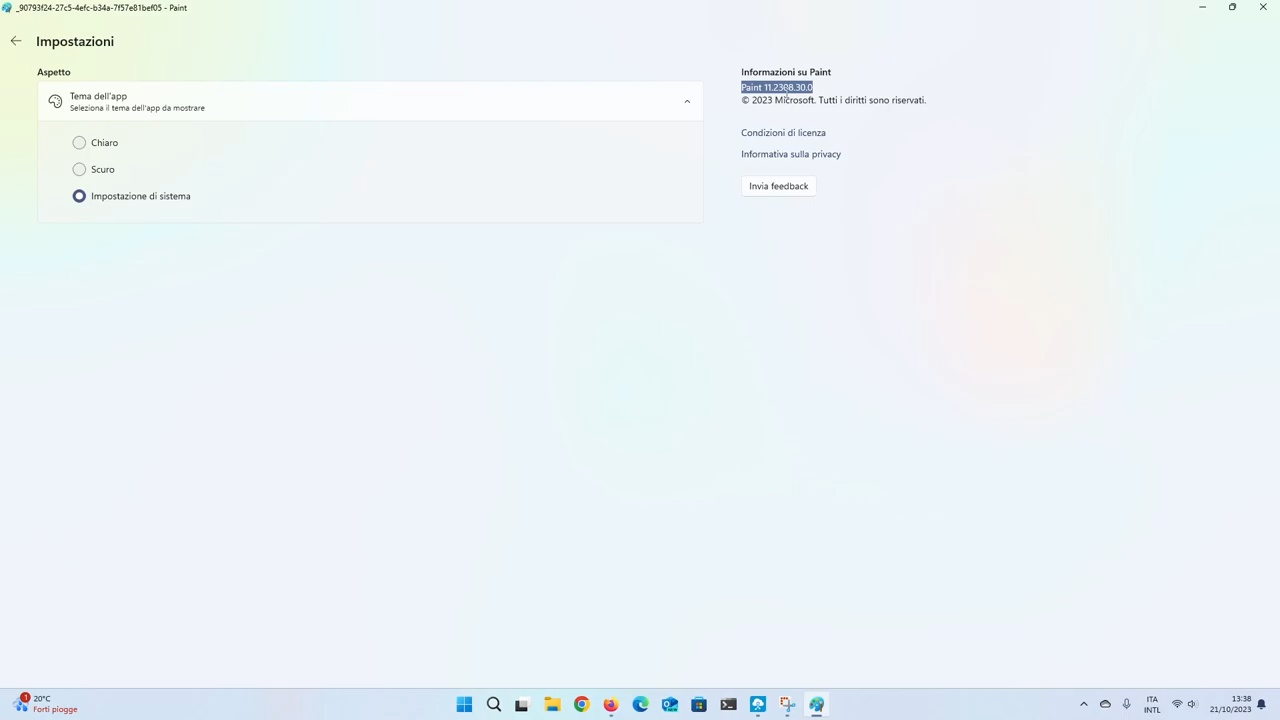 _90793f24-27c5-4efc-b34a-7f57e81bef05 - Paint
Impostazioni
Aspetto
Tema dell'app
Seleziona il tema dell'app da mostrare
Chiaro
Scuro
Impostazione di sistema
Informazioni su Paint
Paint 11.2308.30.0
© 2023 Microsoft. Tutti i diritti sono riservati.
Condizioni di licenza
Informativa sulla privacy
Invia feedback
1
20°C
Forti piogge
ITA
INTL
13:38
21/10/2023